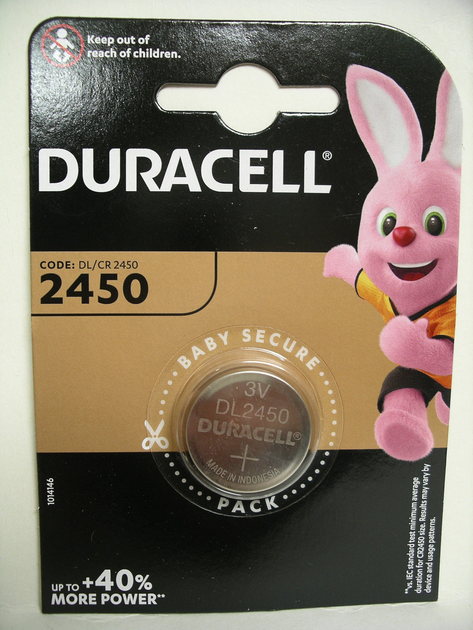 Keep out of
reach of children.
DURACELL®
CODE: DL/CR 2450
2450
BABY SECURE
3V
DL2450
DURACELL®
+
MADE IN INDONESIA
PACK
1014146
UP TO +40%
MORE POWER**
**vs. IEC standard test minimum average
duration for CR2450 size. Results may vary by
device and usage patterns.